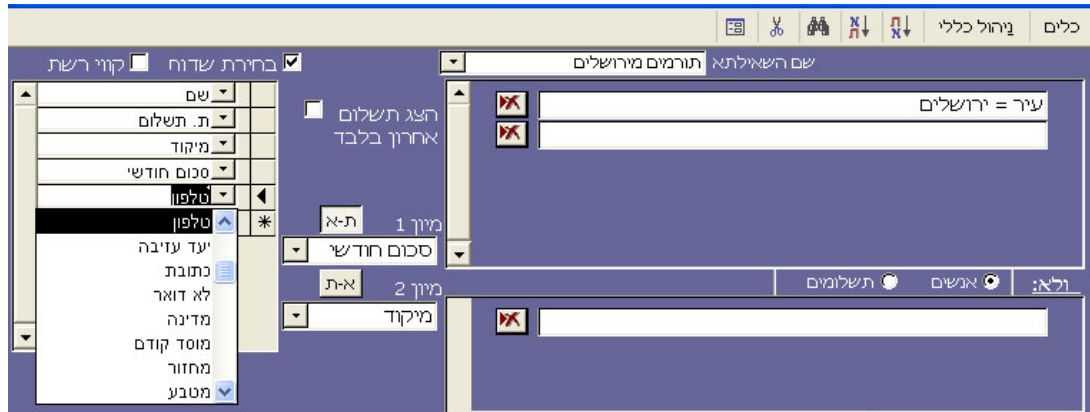 כלים ניהול כללי
שם השאילתא תורמים מירושלים
בחירת שדות קווי רשת
עיר = ירושלים
הצג תשלום
אחרון בלבד
שם
ת. תשלום
מיקוד
סכום חודשי
טלפון
מיון 1 ת-א
סכום חודשי
מיון 2 א-ת
מיקוד
ולא: אנשים תשלומים
טלפון
יעד עזיבה
כתובת
לא דואר
מדינה
מוסד קודם
מחזור
מטבע